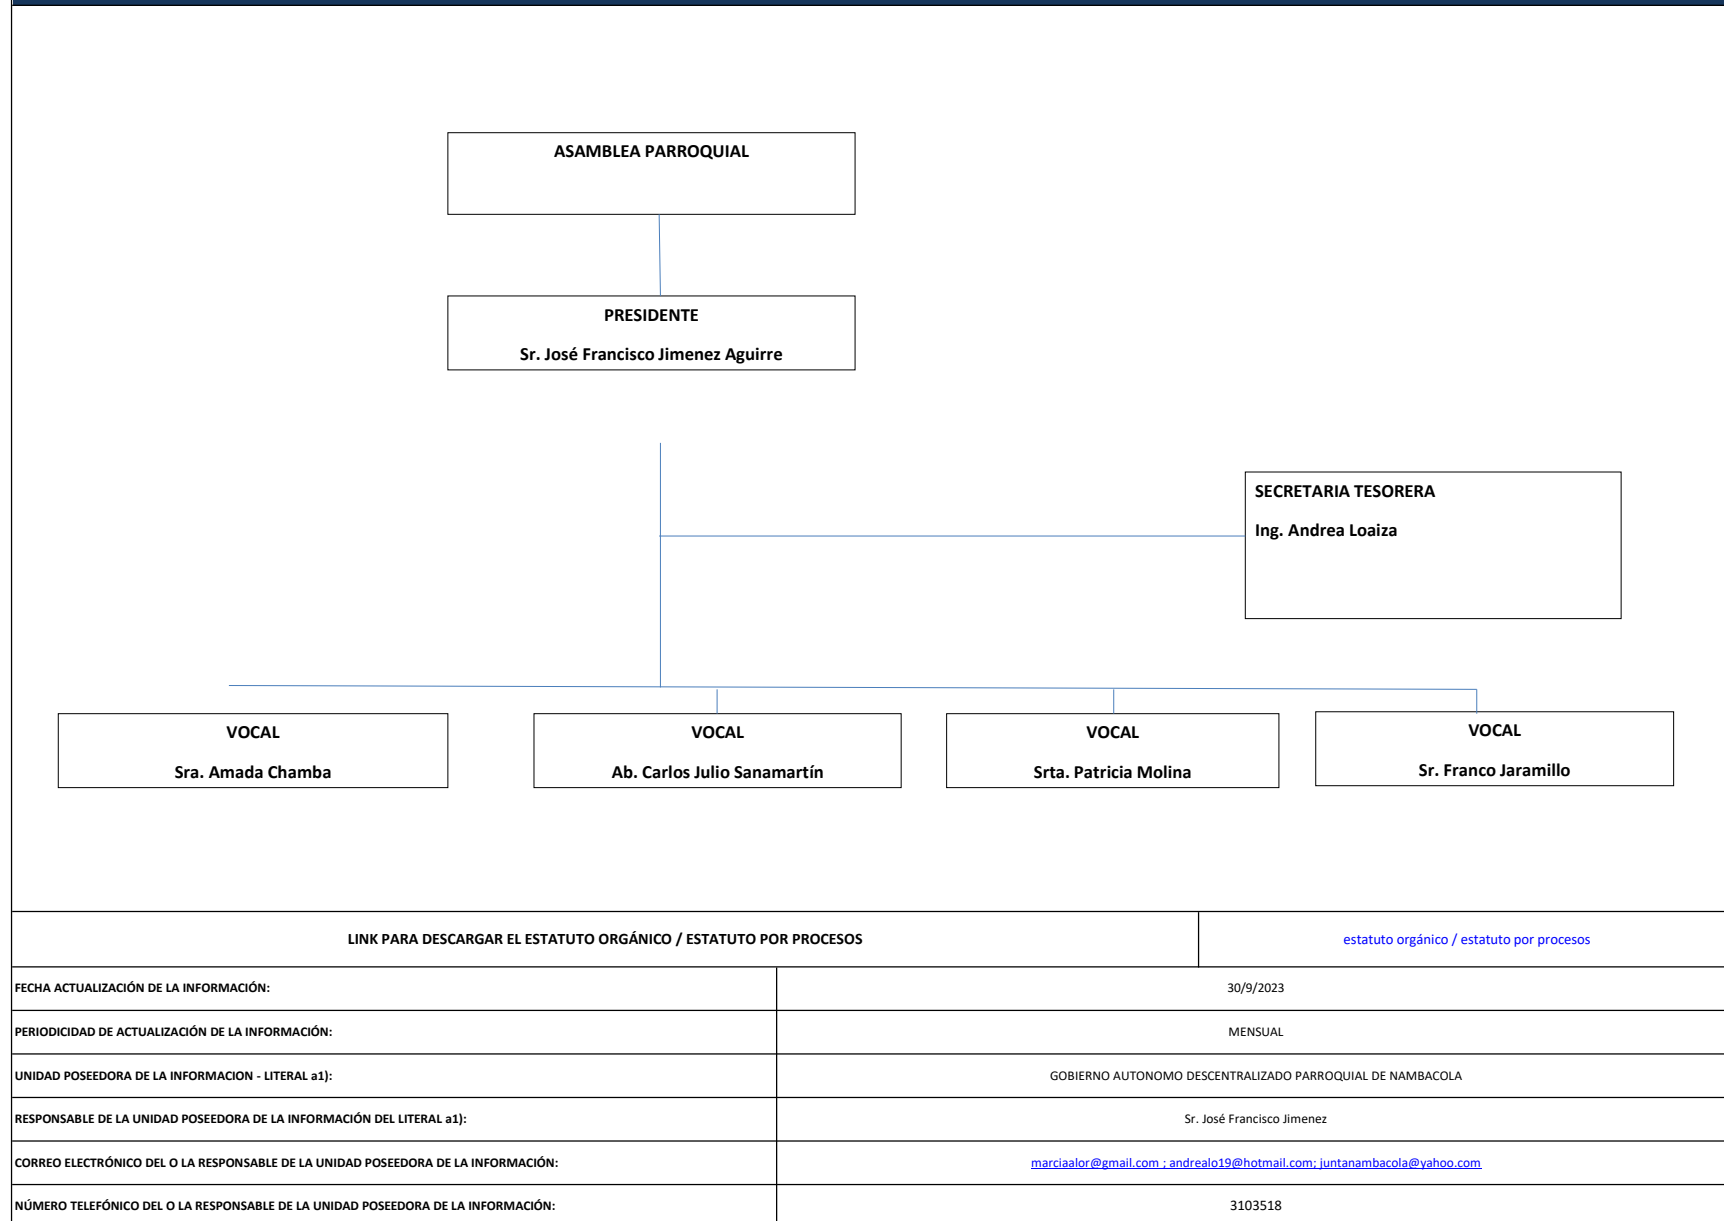 ASAMBLEA PARROQUIAL
PRESIDENTE
Sr. José Francisco Jimenez Aguirre
SECRETARIA TESORERA
Ing. Andrea Loaiza
VOCAL
Sra. Amada Chamba
VOCAL
Ab. Carlos Julio Sanamartín
VOCAL
Srta. Patricia Molina
VOCAL
Sr. Franco Jaramillo
LINK PARA DESCARGAR EL ESTATUTO ORGÁNICO / ESTATUTO POR PROCESOS
estatuto orgánico / estatuto por procesos
FECHA ACTUALIZACIÓN DE LA INFORMACIÓN:
30/9/2023
PERIODICIDAD DE ACTUALIZACIÓN DE LA INFORMACIÓN:
MENSUAL
UNIDAD POSEEDORA DE LA INFORMACION - LITERAL a1):
GOBIERNO AUTONOMO DESCENTRALIZADO PARROQUIAL DE NAMBACOLA
RESPONSABLE DE LA UNIDAD POSEEDORA DE LA INFORMACIÓN DEL LITERAL a1):
Sr. José Francisco Jimenez
CORREO ELECTRÓNICO DEL O LA RESPONSABLE DE LA UNIDAD POSEEDORA DE LA INFORMACIÓN:
marciaalor@gmail.com ; andrealo19@hotmail.com; juntanambacola@yahoo.com
NÚMERO TELEFÓNICO DEL O LA RESPONSABLE DE LA UNIDAD POSEEDORA DE LA INFORMACIÓN:
3103518